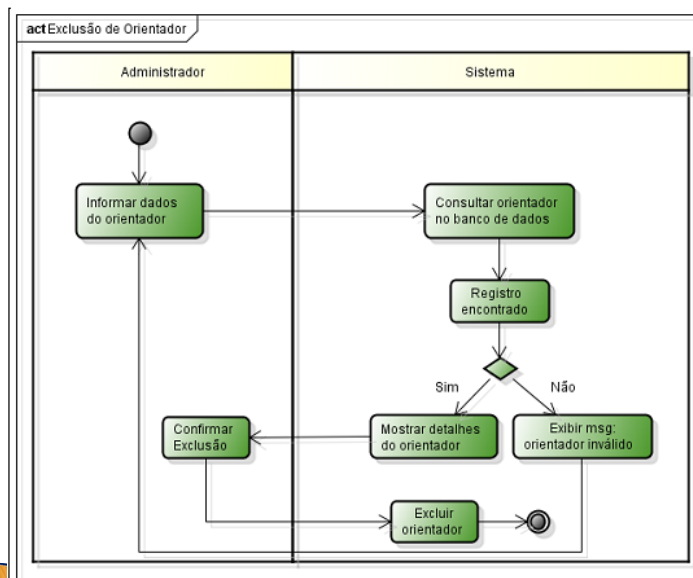 act Exclusão de Orientador
Administrador
Sistema
Informar dados
do orientador
Consultar orientador
no banco de dados
Registro
encontrado
Sim
Não
Confirmar
Exclusão
Mostrar detalhes
do orientador
Exibir msg:
orientador inválido
Excluir
orientador